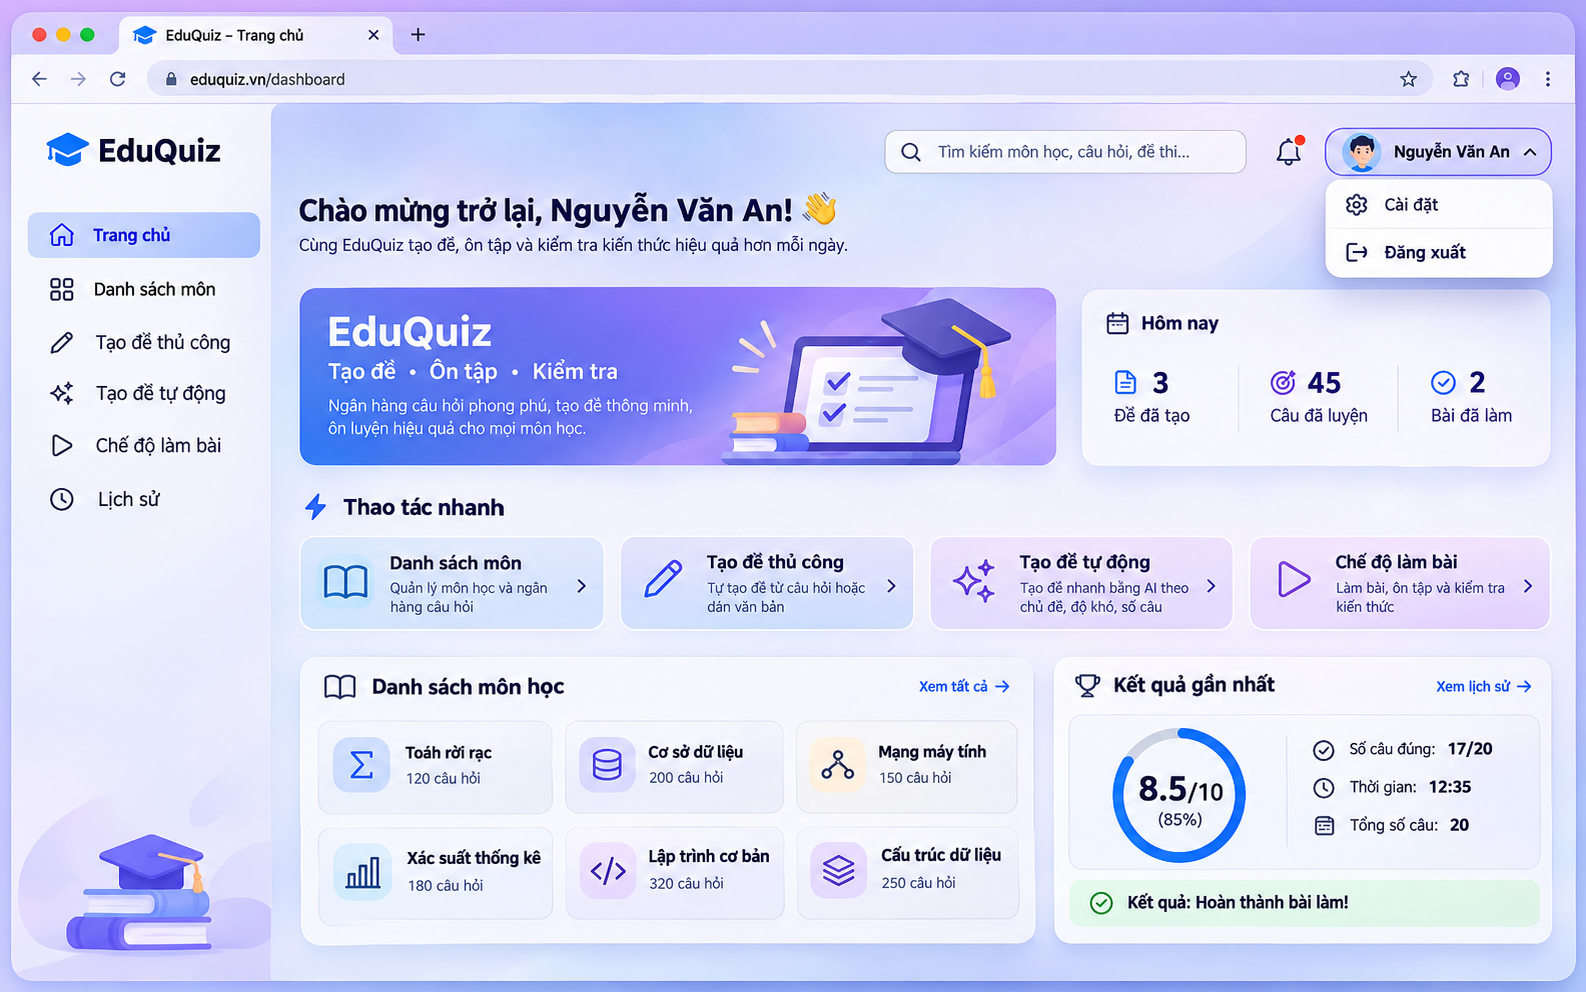 EduQuiz – Trang chủ
eduquiz.vn/dashboard
EduQuiz
Tìm kiếm môn học, câu hỏi, đề thi...
Nguyễn Văn An
Cài đặt
Đăng xuất
Trang chủ
Danh sách môn
Tạo đề thủ công
Tạo đề tự động
Chế độ làm bài
Lịch sử
Chào mừng trở lại, Nguyễn Văn An! 👋
Cùng EduQuiz tạo đề, ôn tập và kiểm tra kiến thức hiệu quả hơn mỗi ngày.
EduQuiz
Tạo đề • Ôn tập • Kiểm tra
Ngân hàng câu hỏi phong phú, tạo đề thông minh,
ôn luyện hiệu quả cho mọi môn học.
Hôm nay
3
Đề đã tạo
45
Câu đã luyện
2
Bài đã làm
Thao tác nhanh
Danh sách môn
Quản lý môn học và ngân
hàng câu hỏi
Tạo đề thủ công
Tự tạo đề từ câu hỏi hoặc
dán văn bản
Tạo đề tự động
Tạo đề nhanh bằng AI theo
chủ đề, độ khó, số câu
Chế độ làm bài
Làm bài, ôn tập và kiểm tra
kiến thức
Danh sách môn học
Xem tất cả →
Toáh rời rạc
120 câu hỏi
Cơ sở dữ liệu
200 câu hỏi
Mạng máy tính
150 câu hỏi
Xác suất thống kê
180 câu hỏi
Lập trình cơ bản
320 câu hỏi
Cấu trúc dữ liệu
250 câu hỏi
Kết quả gần nhất
Xem lịch sử →
8.5/10
(85%)
Số câu đúng: 17/20
Thời gian: 12:35
Tổng số câu: 20
Kết quả: Hoàn thành bài làm!